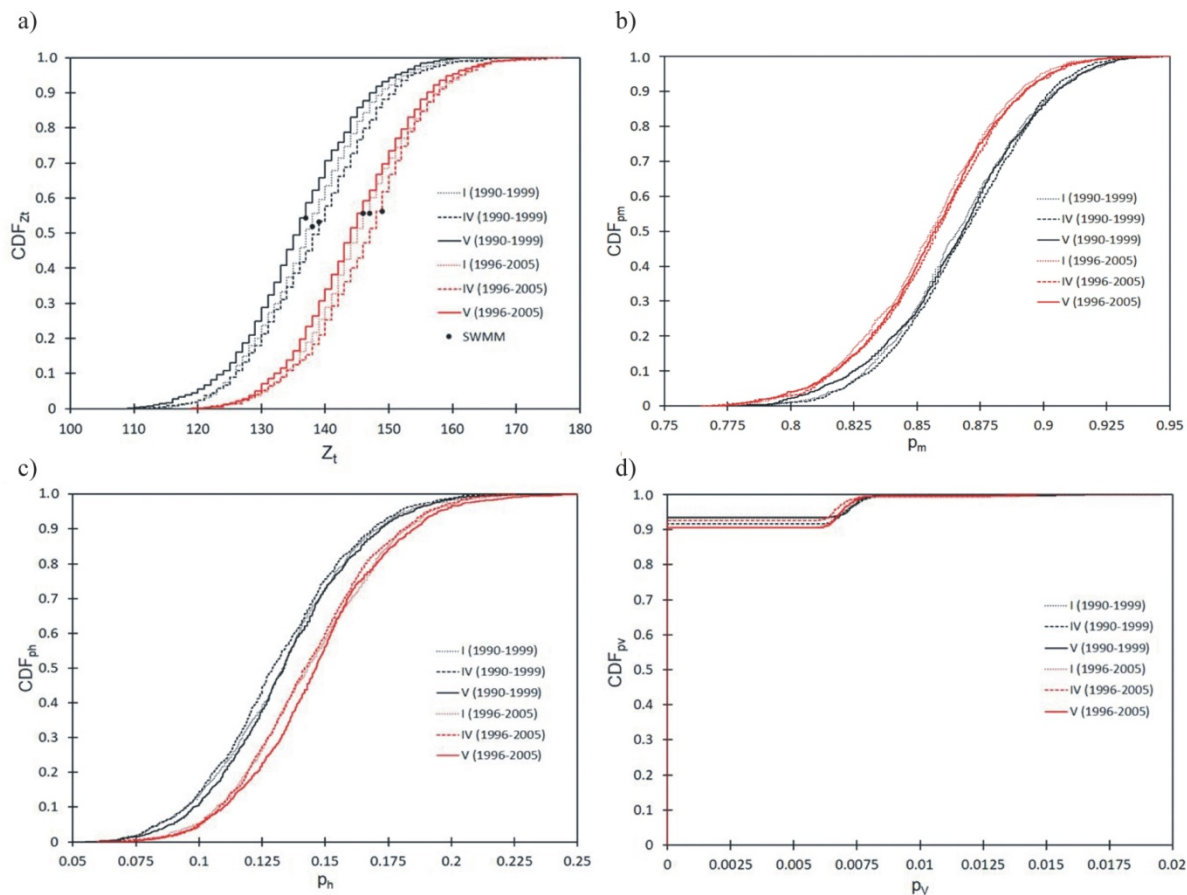 a)
1.0
0.9
0.8
0.7
0.6
0.5
0.4
0.3
0.2
0.1
0
CDF_Zt
100 110 120 130 140 150 160 170 180
Z_t
I (1990-1999)
IV (1990-1999)
V (1990-1999)
I (1996-2005)
IV (1996-2005)
V (1996-2005)
SWMM
b)
1.0
0.9
0.8
0.7
0.6
0.5
0.4
0.3
0.2
0.1
0
CDF_pm
0.75 0.775 0.8 0.825 0.85 0.875 0.9 0.925 0.95
p_m
I (1990-1999)
IV (1990-1999)
V (1990-1999)
I (1996-2005)
IV (1996-2005)
V (1996-2005)
c)
1.0
0.9
0.8
0.7
0.6
0.5
0.4
0.3
0.2
0.1
0
CDF_ph
0.05 0.075 0.1 0.125 0.15 0.175 0.2 0.225 0.25
p_h
I (1990-1999)
IV (1990-1999)
V (1990-1999)
I (1996-2005)
IV (1996-2005)
V (1996-2005)
d)
1.0
0.9
0.8
0.7
0.6
0.5
0.4
0.3
0.2
0.1
0
CDF_pv
0 0.0025 0.005 0.0075 0.01 0.0125 0.015 0.0175 0.02
p_V
I (1990-1999)
IV (1990-1999)
V (1990-1999)
I (1996-2005)
IV (1996-2005)
V (1996-2005)